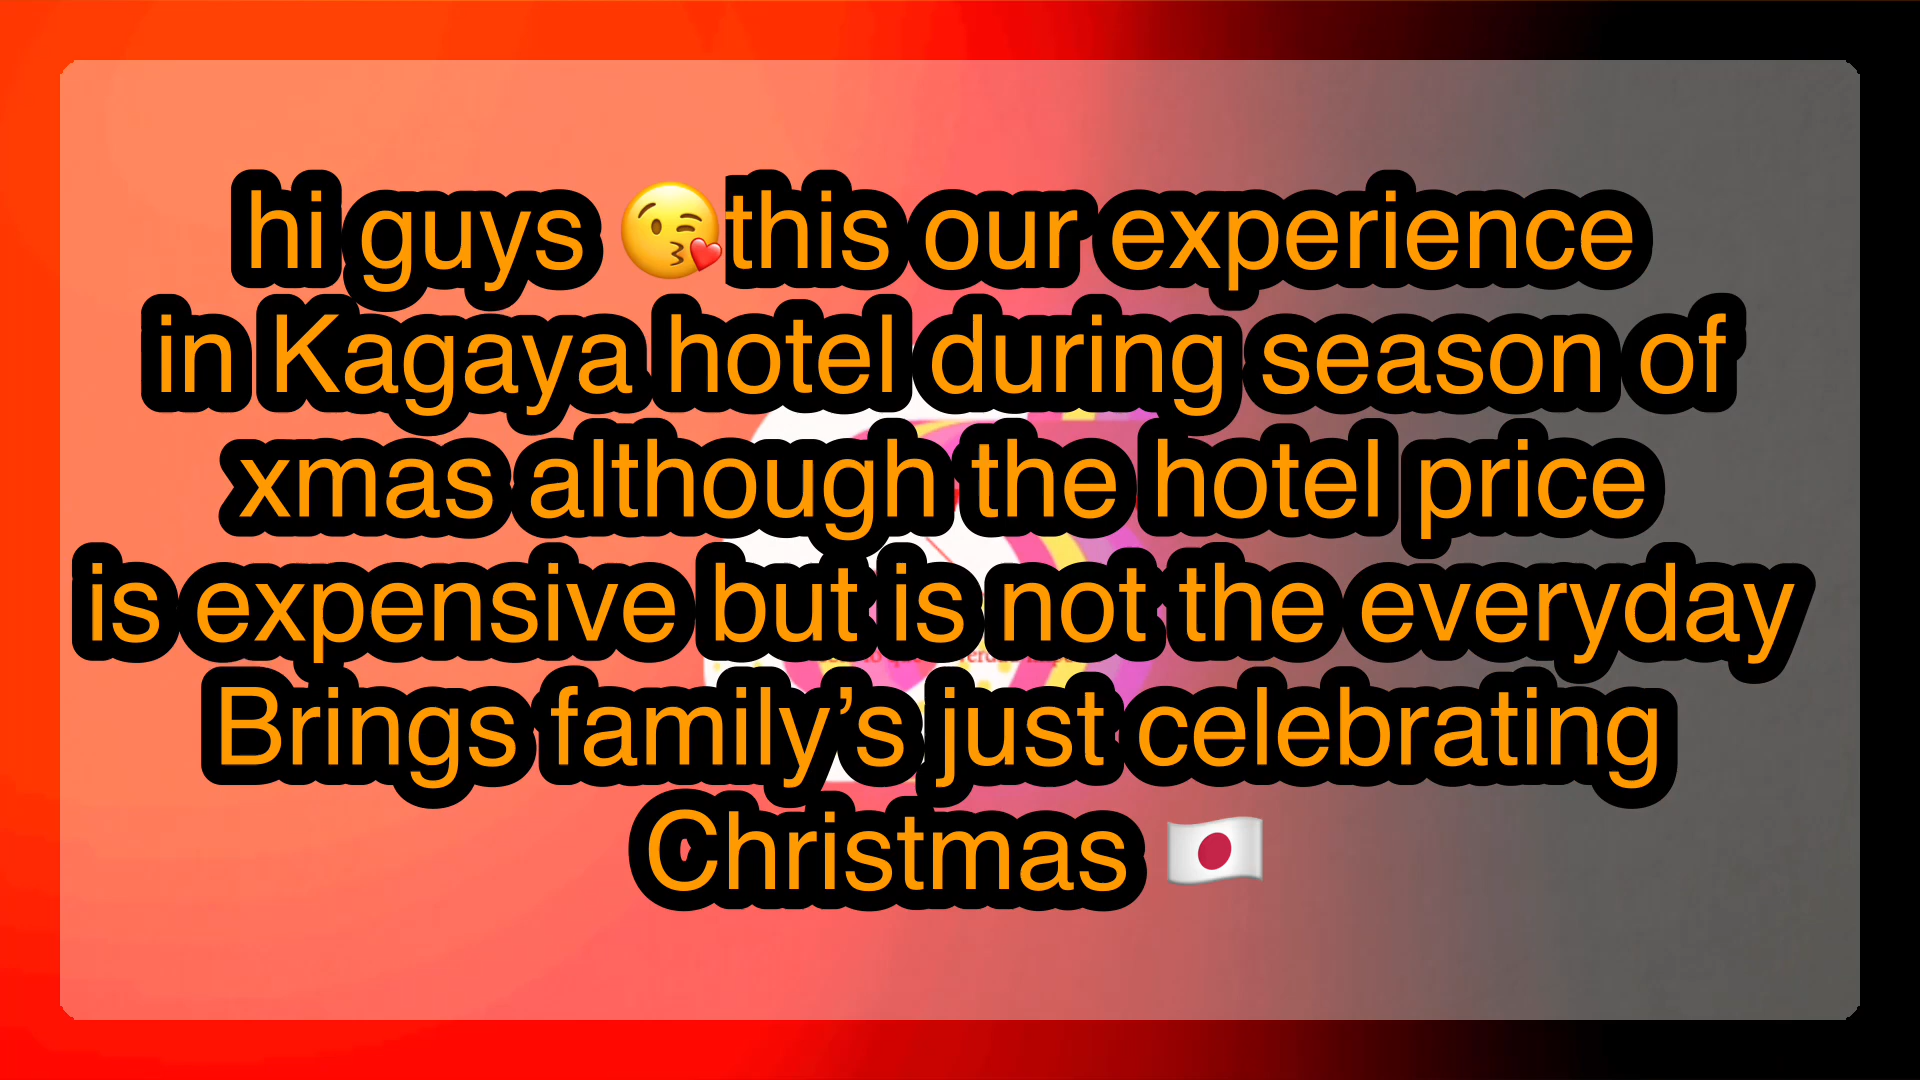 hi guys 😘this our experience
in Kagaya hotel during season of
xmas although the hotel price
is expensive but is not the everyday
Brings family’s just celebrating
Christmas 🇯🇵